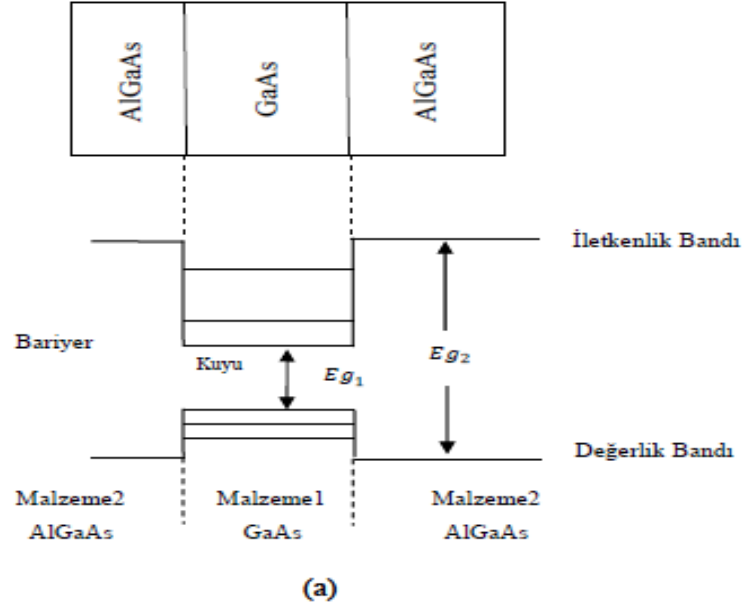 AlGaAs
GaAs
AlGaAs
İletkenlik Bandı
Bariyer
Kuyu
Eg₁
Eg₂
Değerlik Bandı
Malzeme2
AlGaAs
Malzeme1
GaAs
Malzeme2
AlGaAs
(a)